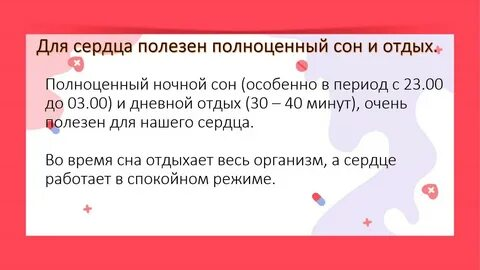 Для сердца полезен полноценный сон и отдых.
Полноценный ночной сон (особенно в период с 23.00
до 03.00) и дневной отдых (30 – 40 минут), очень
полезен для нашего сердца.
Во время сна отдыхает весь организм, а сердце
работает в спокойном режиме.